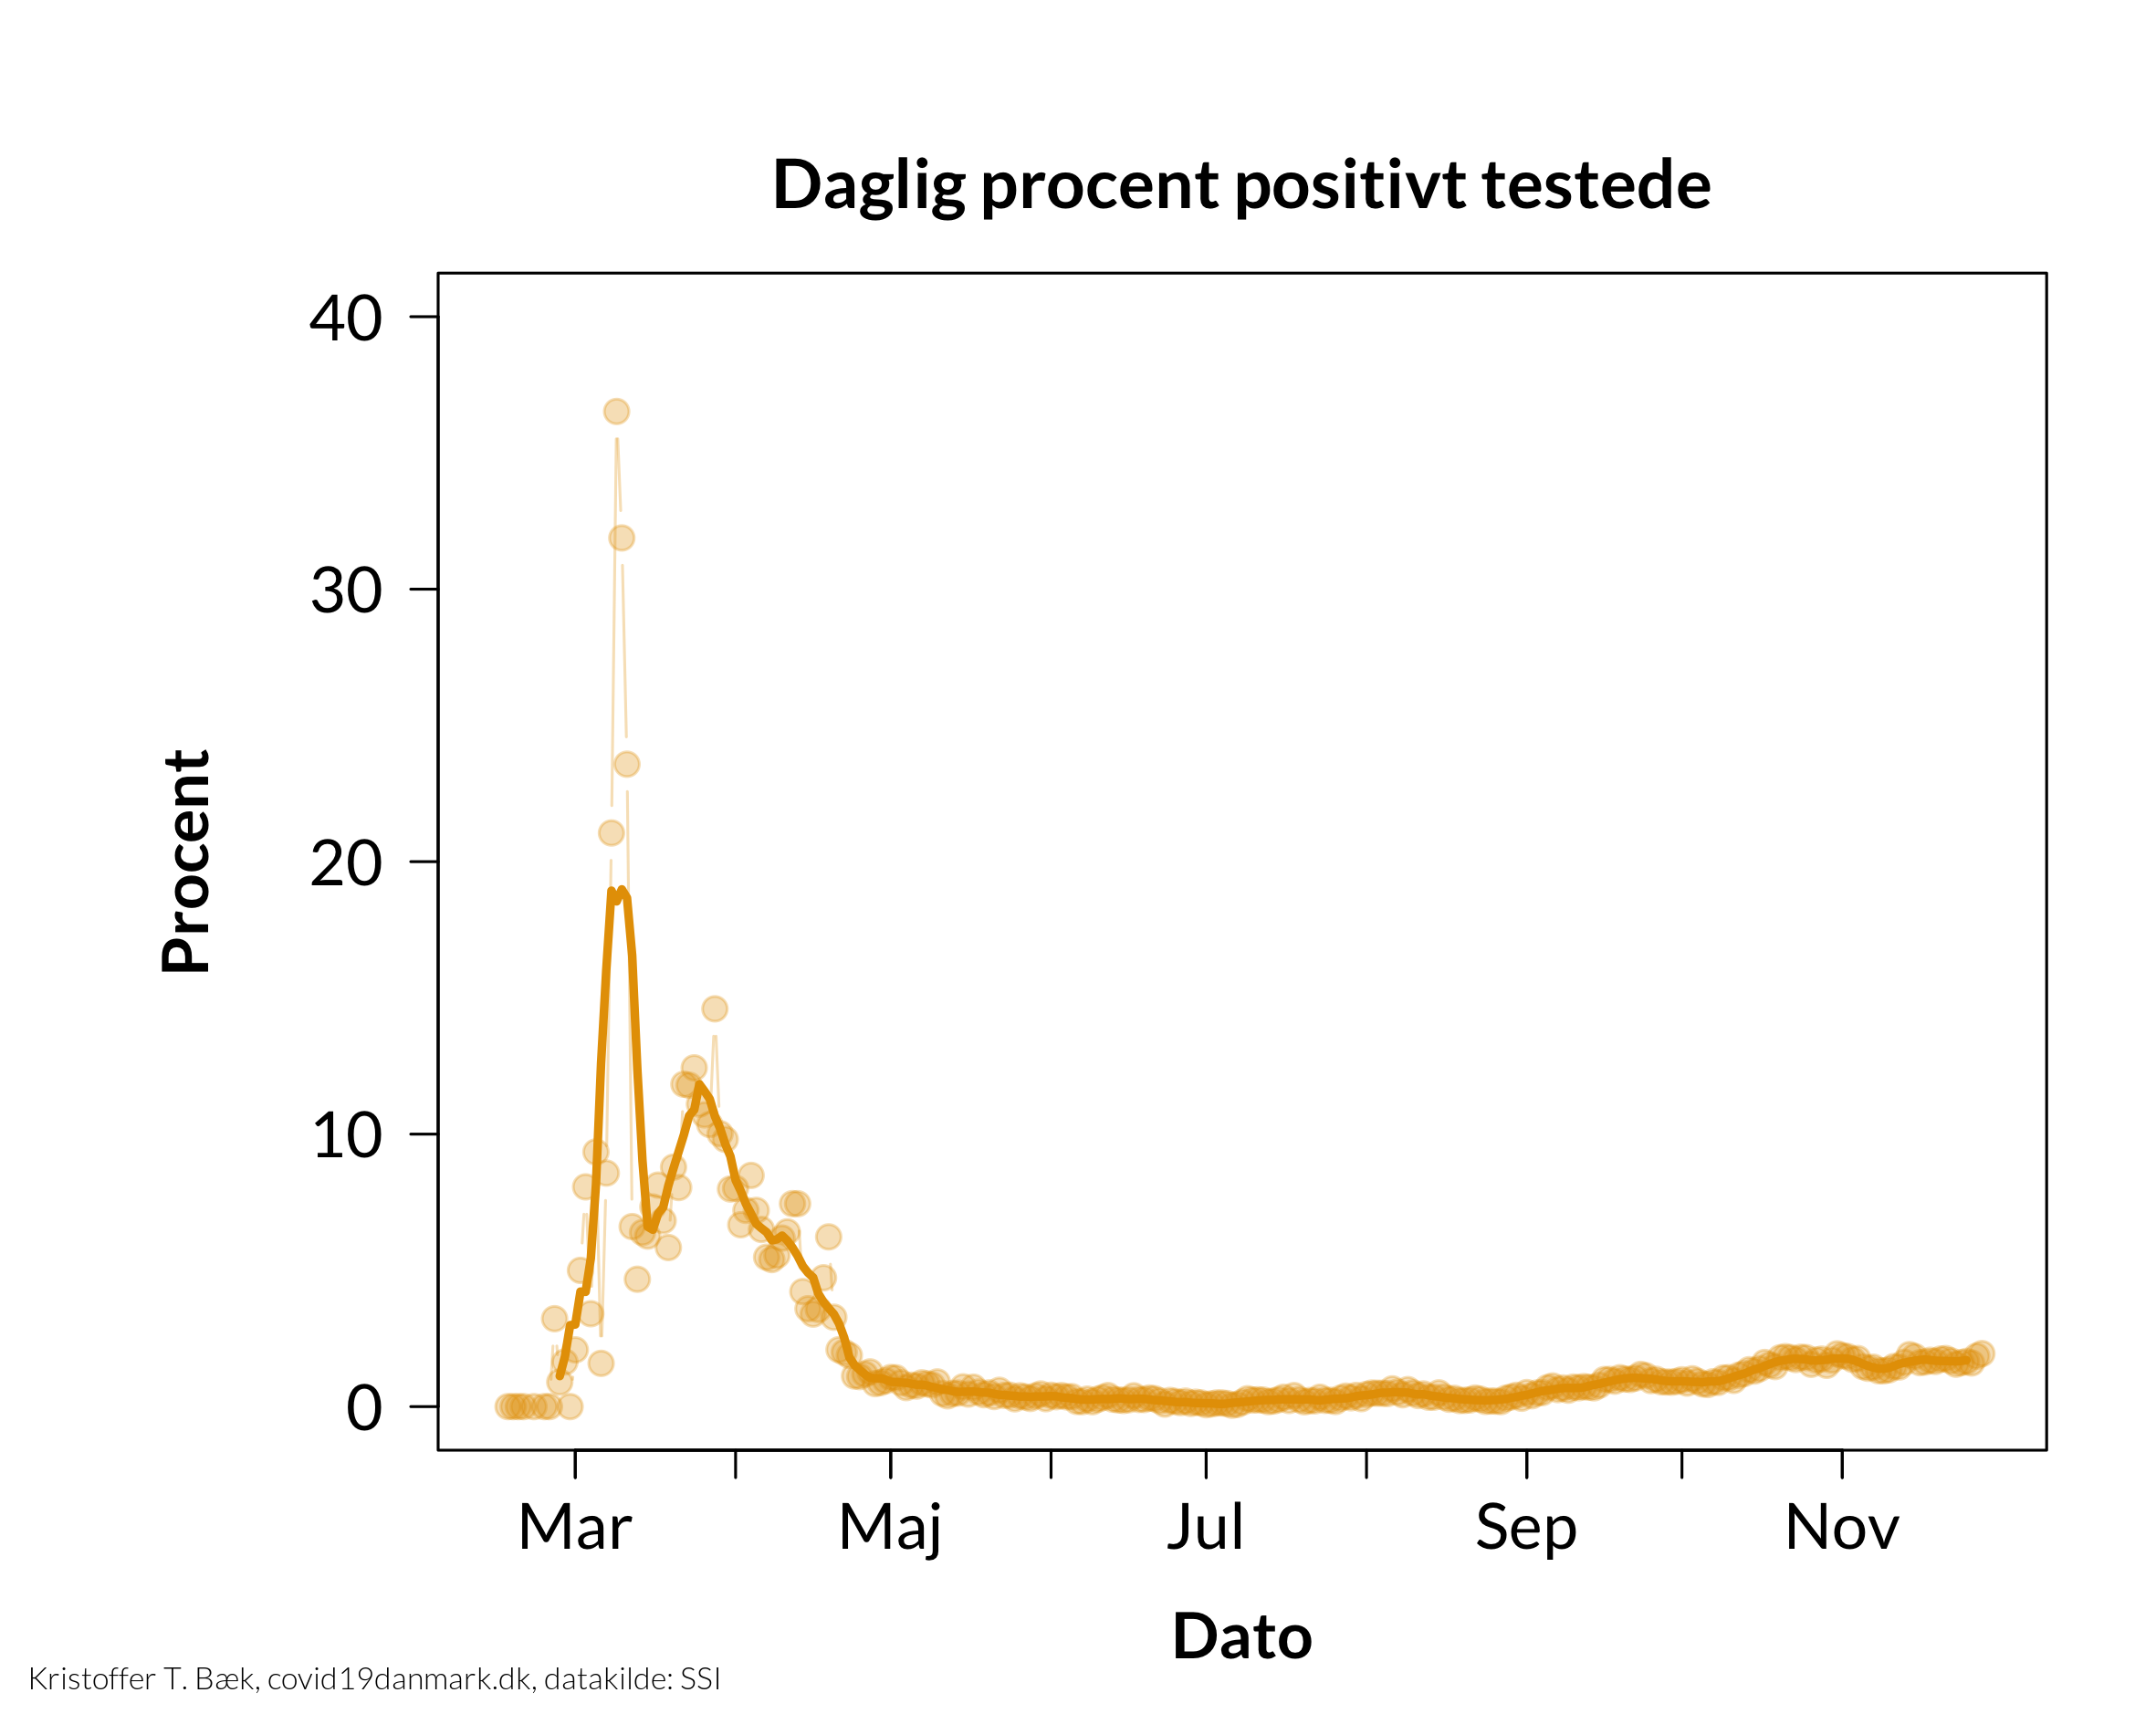 Daglig procent positivt testede
40
30
20
10
0
Procent
Mar Maj Jul Sep Nov
Dato
Kristoffer T. Bæk, covid19danmark.dk, datakilde: SSI